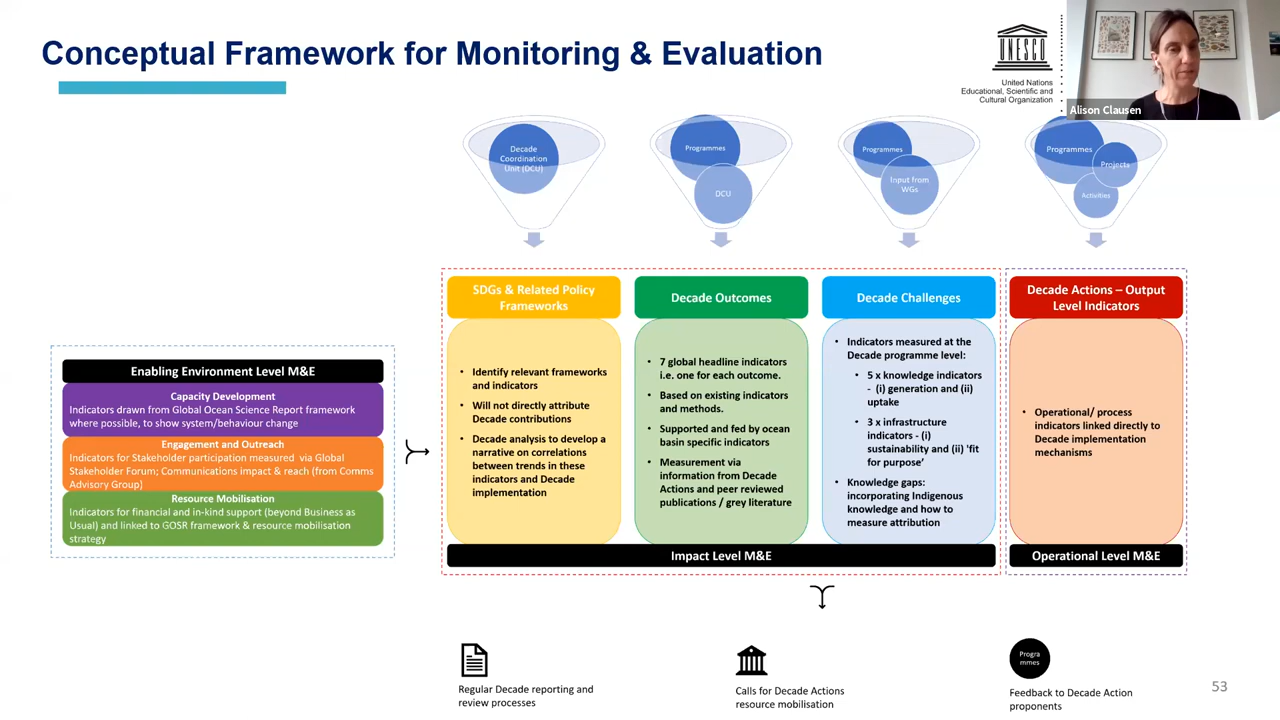 Conceptual Framework for Monitoring & Evaluation
UNESCO
United Nations
Educational, Scientific and
Cultural Organization
Alison Clausen
Decade
Coordination
Unit (DCU)
Programmes
DCU
Programmes
Input from
WGs
Programmes
Projects
Activities
Enabling Environment Level M&E
Capacity Development
Indicators drawn from Global Ocean Science Report framework
where possible, to show system/behaviour change
Engagement and Outreach
Indicators for Stakeholder participation measured via Global
Stakeholder Forum; Communications impact & reach (from Comms
Advisory Group)
Resource Mobilisation
Indicators for financial and in-kind support (beyond Business as
Usual) and linked to GOSR framework & resource mobilisation
strategy
SDGs & Related Policy
Frameworks
• Identify relevant frameworks
and indicators
• Will not directly attribute
Decade contributions
• Decade analysis to develop a
narrative on correlations
between trends in these
indicators and Decade
implementation
Decade Outcomes
• 7 global headline indicators
i.e. one for each outcome.
• Based on existing indicators
and methods.
• Supported and fed by ocean
basin specific indicators
• Measurement via
information from Decade
Actions and peer reviewed
publications / grey literature
Decade Challenges
• Indicators measured at the
Decade programme level:
• 5 x knowledge indicators
- (i) generation and (ii)
uptake
• 3 x infrastructure
indicators - (i)
sustainability and (ii) 'fit
for purpose'
• Knowledge gaps:
incorporating Indigenous
knowledge and how to
measure attribution
Impact Level M&E
Decade Actions – Output
Level Indicators
• Operational/ process
indicators linked directly to
Decade implementation
mechanisms
Operational Level M&E
Regular Decade reporting and
review processes
Calls for Decade Actions
resource mobilisation
Progra
mmes
Feedback to Decade Action
proponents
53